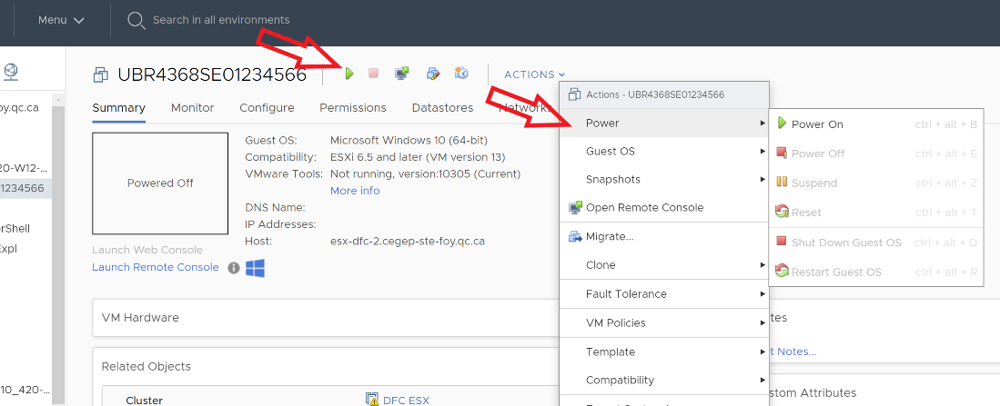 Menu
Search in all environments
UBR4368SE01234566
ACTIONS
foy.qc.ca
Summary
Monitor
Configure
Permissions
Datastores
Networks
Actions - UBR4368SE01234566
Power
Guest OS
Snapshots
Open Remote Console
Migrate...
Clone
Fault Tolerance
VM Policies
Template
Compatibility
Power On ctrl + alt + B
Power Off ctrl + alt + E
Suspend ctrl + alt + Z
Reset ctrl + alt + T
Shut Down Guest OS ctrl + alt + D
Restart Guest OS ctrl + alt + R
Powered Off
Guest OS: Microsoft Windows 10 (64-bit)
Compatibility: ESXi 6.5 and later (VM version 13)
VMware Tools: Not running, version:10305 (Current)
More info
DNS Name:
IP Addresses:
Host: esx-dfc-2.cegep-ste-foy.qc.ca
20-W12-...
1234566
erShell
Expl
10_420-...
Launch Web Console
Launch Remote Console
VM Hardware
Related Objects
Cluster
DFC ESX
tes
t Notes...
stom Attributes